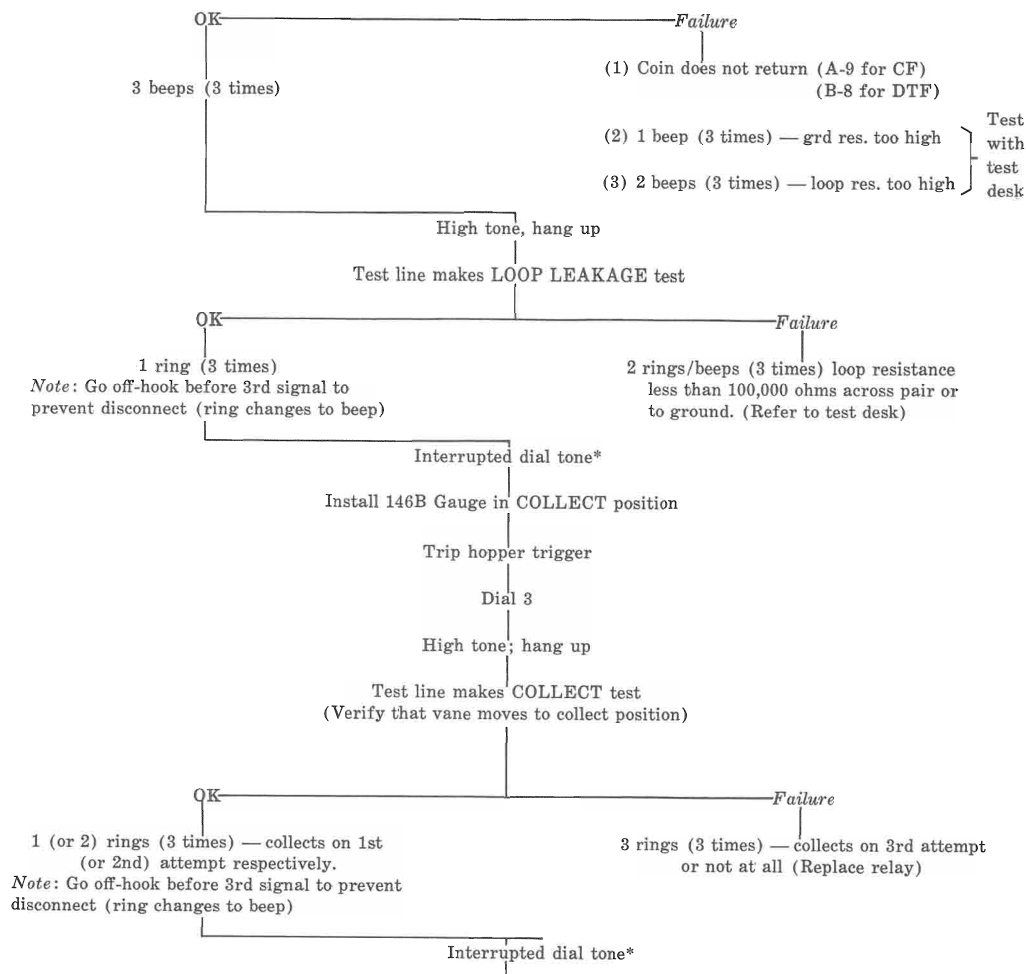 OK
Failure
3 beeps (3 times)
(1) Coin does not return (A-9 for CF)
(B-8 for DTF)
(2) 1 beep (3 times) — grd res. too high
(3) 2 beeps (3 times) — loop res. too high
Test
with
test
desk
High tone, hang up
Test line makes LOOP LEAKAGE test
OK
Failure
1 ring (3 times)
Note: Go off-hook before 3rd signal to
prevent disconnect (ring changes to beep)
2 rings/beeps (3 times) loop resistance
less than 100,000 ohms across pair or
to ground. (Refer to test desk)
Interrupted dial tone*
Install 146B Gauge in COLLECT position
Trip hopper trigger
Dial 3
High tone; hang up
Test line makes COLLECT test
(Verify that vane moves to collect position)
OK
Failure
1 (or 2) rings (3 times) — collects on 1st
(or 2nd) attempt respectively.
Note: Go off-hook before 3rd signal to prevent
disconnect (ring changes to beep)
3 rings (3 times) — collects on 3rd attempt
or not at all (Replace relay)
Interrupted dial tone*